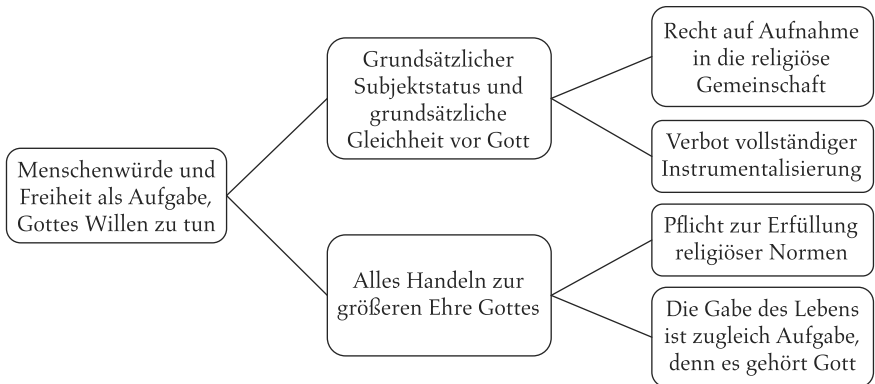 Menschenwürde und
Freiheit als Aufgabe,
Gottes Willen zu tun
Grundsätzlicher
Subjektstatus und
grundsätzliche
Gleichheit vor Gott
Alles Handeln zur
größeren Ehre Gottes
Recht auf Aufnahme
in die religiöse
Gemeinschaft
Verbot vollständiger
Instrumentalisierung
Pflicht zur Erfüllung
religiöser Normen
Die Gabe des Lebens
ist zugleich Aufgabe,
denn es gehört Gott